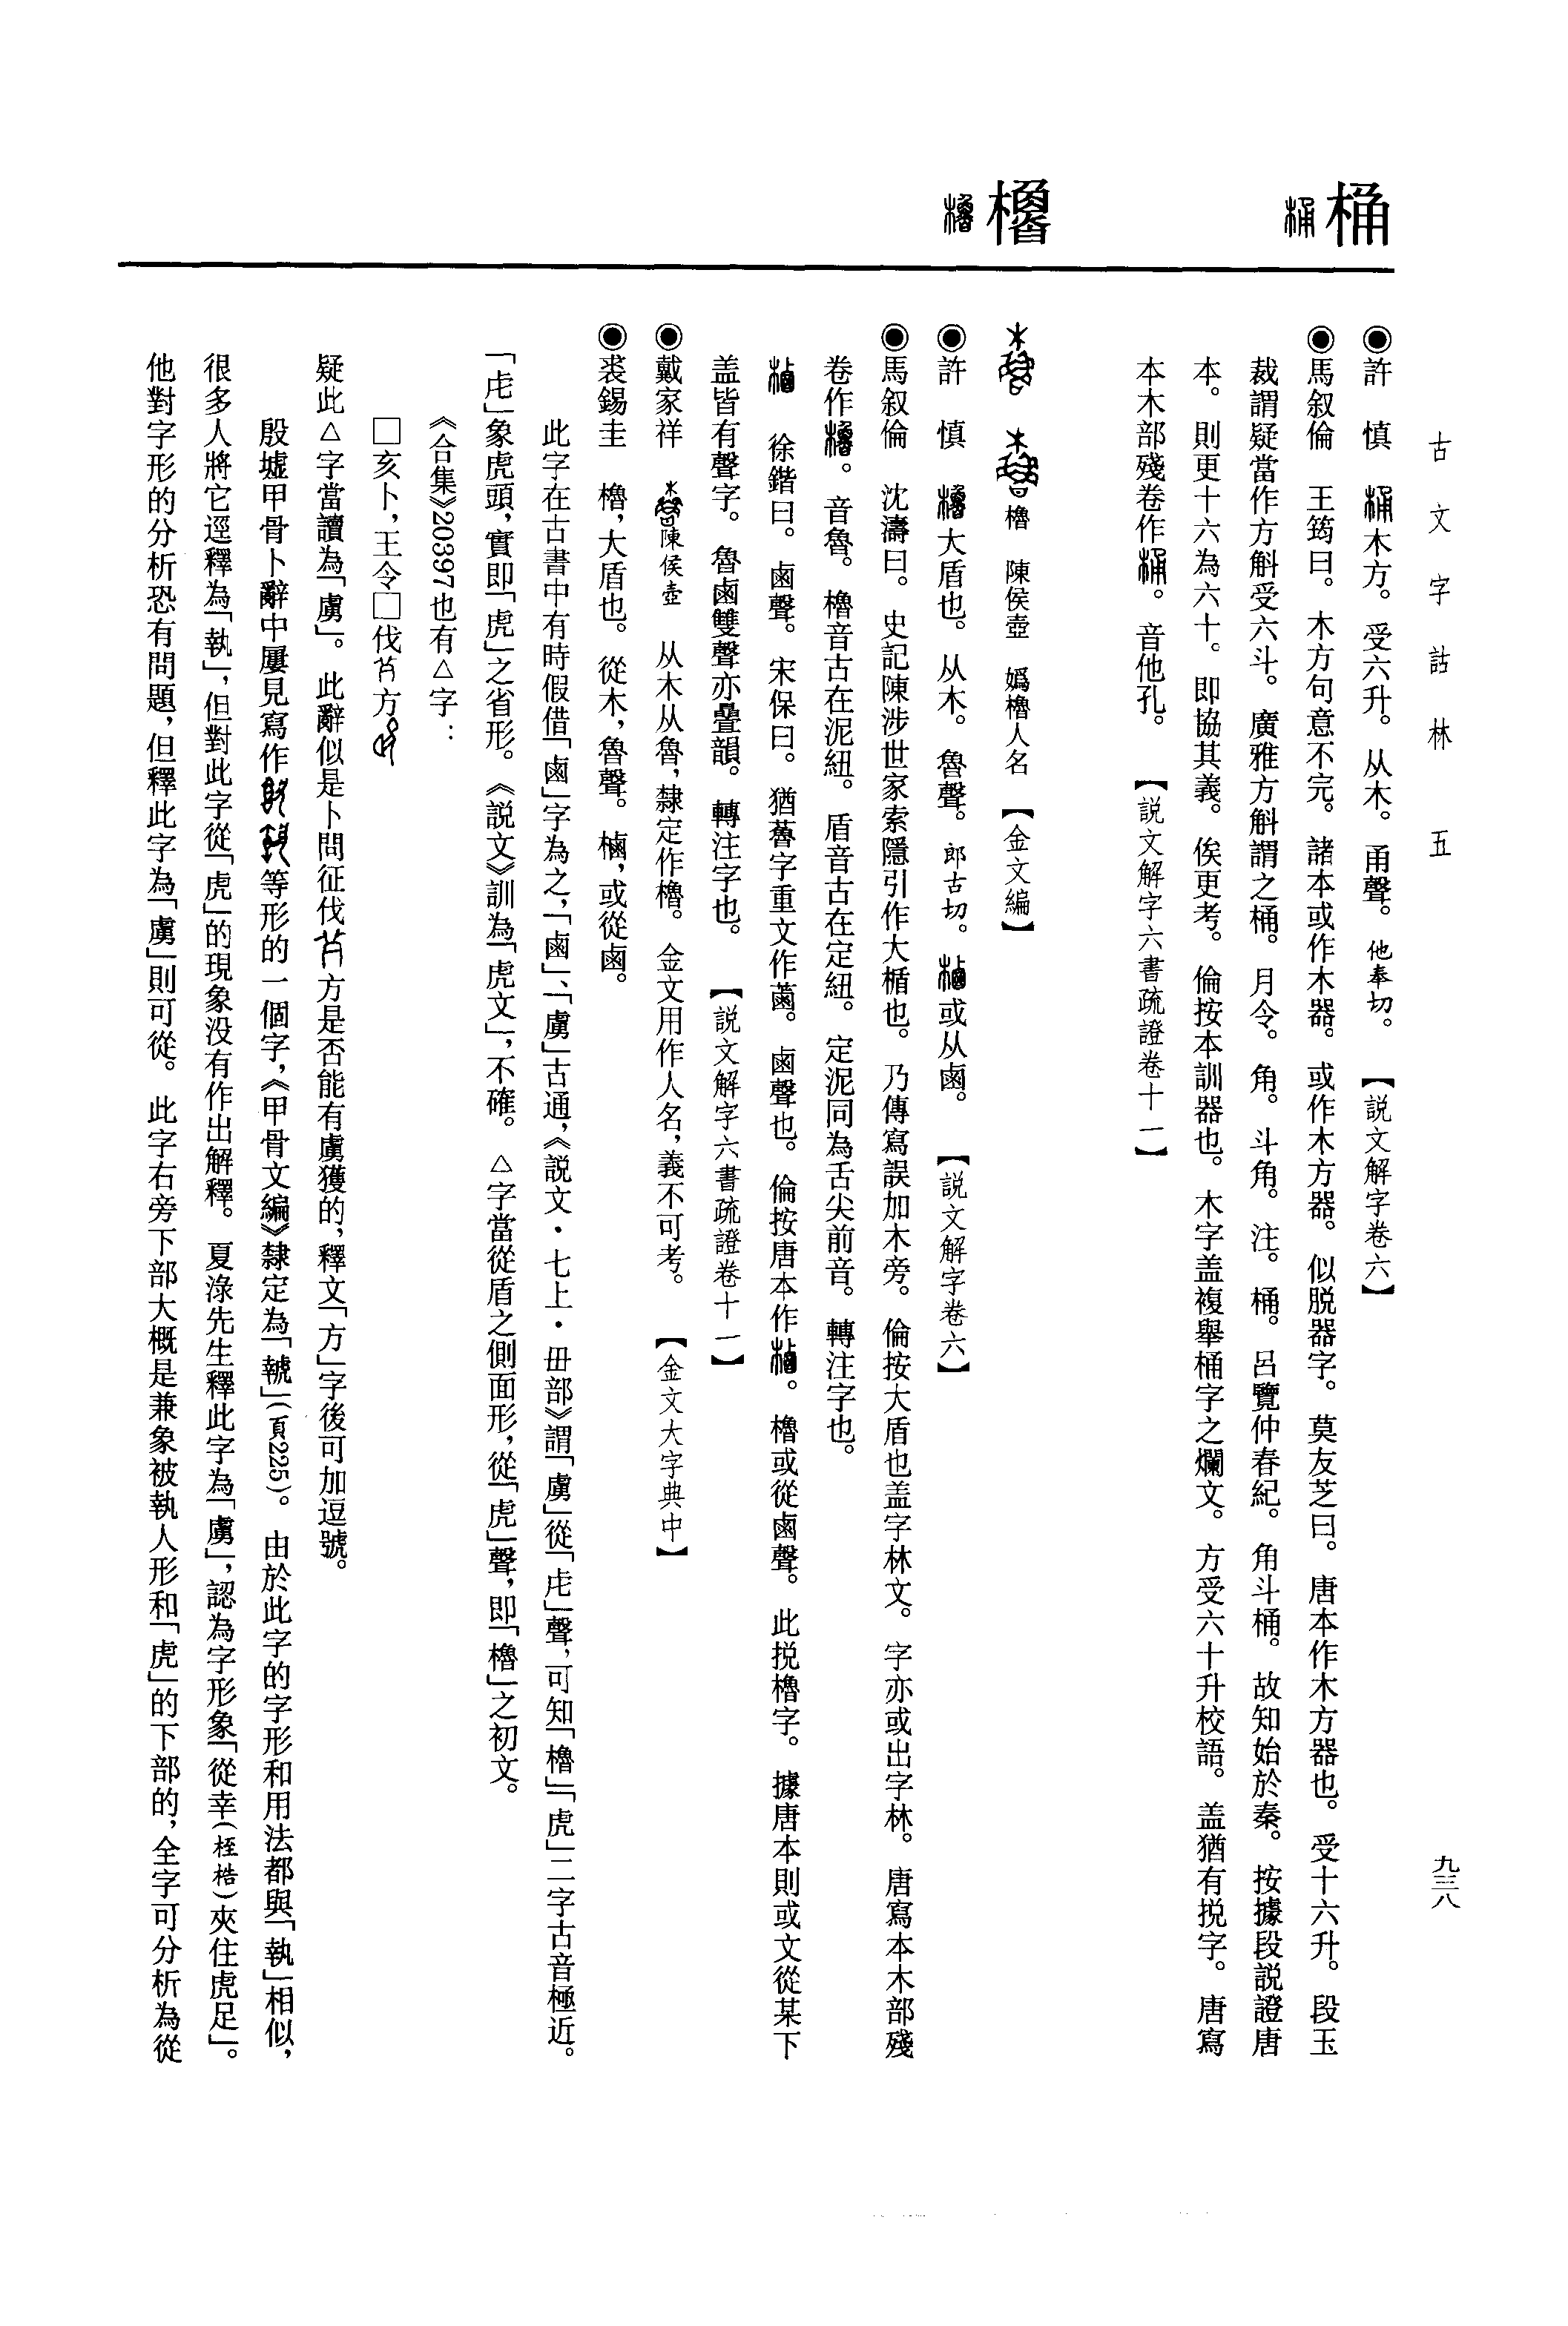 古文字詁林 五
九三八
桶 桶
◉許　慎　桶木方。受六升。从木。甬聲。他奉切。【説文解字卷六】
◉馬叙倫　王筠曰。木方句意不完。諸本或作木器。或作木方器。似脱器字。莫友芝曰。唐本作木方器也。受十六升。段玉
裁謂疑當作方斛受六斗。廣雅方斛謂之桶。月令。角。斗角。注。桶。呂覽仲春紀。角斗桶。故知始於秦。按據段説證唐
本。則更十六為六十。即協其義。俟更考。倫按本訓器也。木字盖複舉桶字之爛文。方受六十升校語。盖猶有捝字。唐寫
本木部殘卷作桶。音他孔。【説文解字六書疏證卷十一】
櫓 櫓
櫓　陳侯壺　嬀櫓人名【金文編】
◉許　慎　櫓大盾也。从木。魯聲。郎古切。樐或从鹵。【説文解字卷六】
◉馬叙倫　沈濤曰。史記陳涉世家索隱引作大楯也。乃傳寫誤加木旁。倫按大盾也盖字林文。字亦或出字林。唐寫本木部殘
卷作櫓。音魯。櫓音古在泥紐。盾音古在定紐。定泥同為舌尖前音。轉注字也。
樐　徐鍇曰。鹵聲。宋保曰。猶蓾字重文作菌。鹵聲也。倫按唐本作樐。櫓或從鹵聲。此捝櫓字。據唐本則或文從某下
盖皆有聲字。魯鹵雙聲亦疊韻。轉注字也。【説文解字六書疏證卷十一】
◉戴家祥　陳侯壺　从木从魯，隸定作櫓。金文用作人名，義不可考。【金文大字典中】
◉裘錫圭　櫓，大盾也。從木，魯聲。樐，或從鹵。
此字在古書中有時假借「鹵」字為之，「鹵」、「虜」古通，《説文·七上·毌部》謂「虜」從「虍」聲，可知「櫓」「虎」二字古音極近。
「虍」象虎頭，實即「虎」之省形。《説文》訓為「虎文」，不確。△字當從盾之側面形，從「虎」聲，即「櫓」之初文。
《合集》20397也有△字：
□亥卜，王令□伐𦭝方
疑此△字當讀為「虜」。此辭似是卜問征伐方是否能有虜獲的，釋文「方」字後可加逗號。
殷墟甲骨卜辭中屢見寫作等形的一個字，《甲骨文編》隸定為「䖒」（頁225）。由於此字的字形和用法都與「執」相似，
很多人將它逕釋為「執」，但對此字從「虎」的現象没有作出解釋。夏淥先生釋此字為「虜」，認為字形象「從幸（桎梏）夾住虎足」。
他對字形的分析恐有問題，但釋此字為「虜」則可從。此字右旁下部大概是兼象被執人形和「虎」的下部的，全字可分析為從